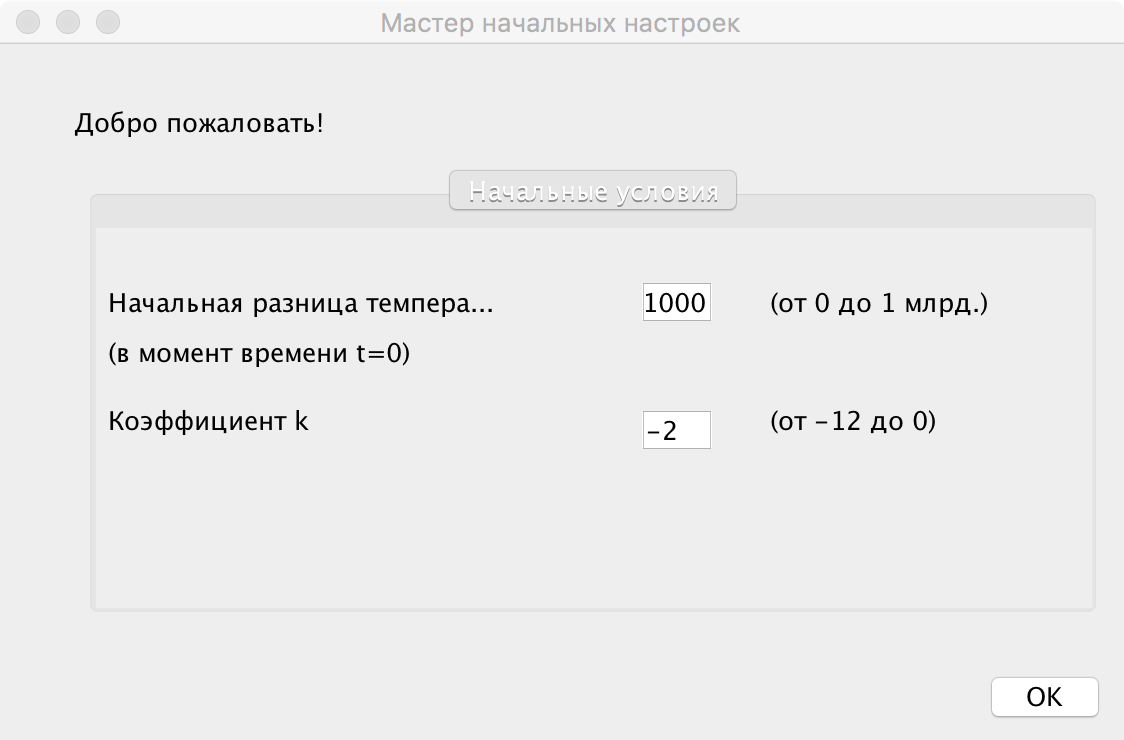 Мастер начальных настроек
Добро пожаловать!
Начальные условия
Начальная разница темпера... 1000 (от 0 до 1 млрд.)
(в момент времени t=0)
Коэффициент k -2 (от -12 до 0)
OK